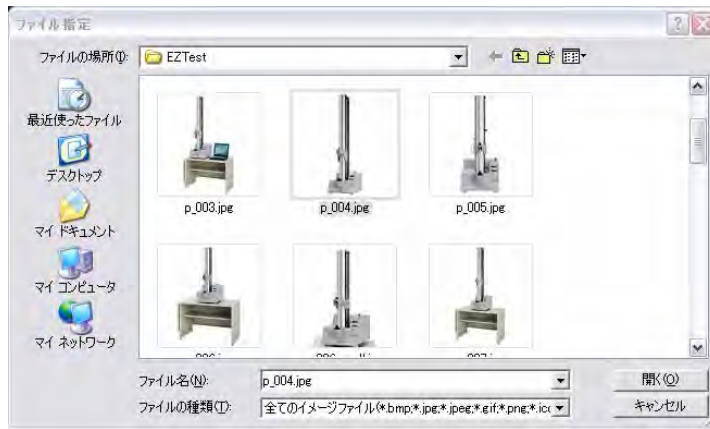 ファイル指定
ファイルの場所(I):
EZTest
最近使ったファイル
デスクトップ
マイ ドキュメント
マイ コンピュータ
マイ ネットワーク
p_003.jpg
p_004.jpg
p_005.jpg
ファイル名(N):
p_004.jpg
開く(O)
ファイルの種類(T):
全てのイメージファイル(*.bmp;*.jpg;*.jpeg;*.gif;*.png;*.ico
キャンセル